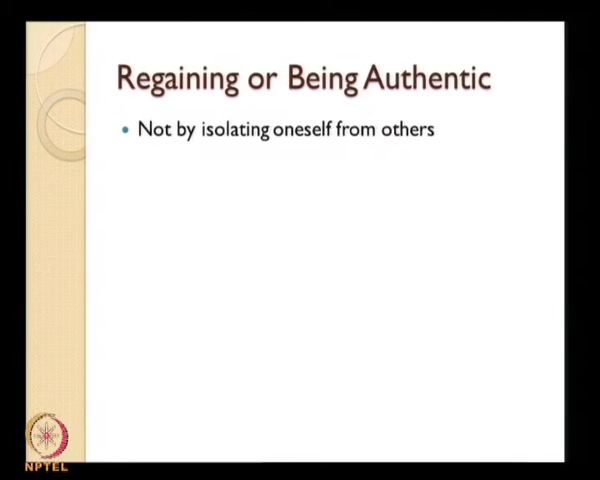 Regaining or Being Authentic
Not by isolating oneself from others
NPTEL